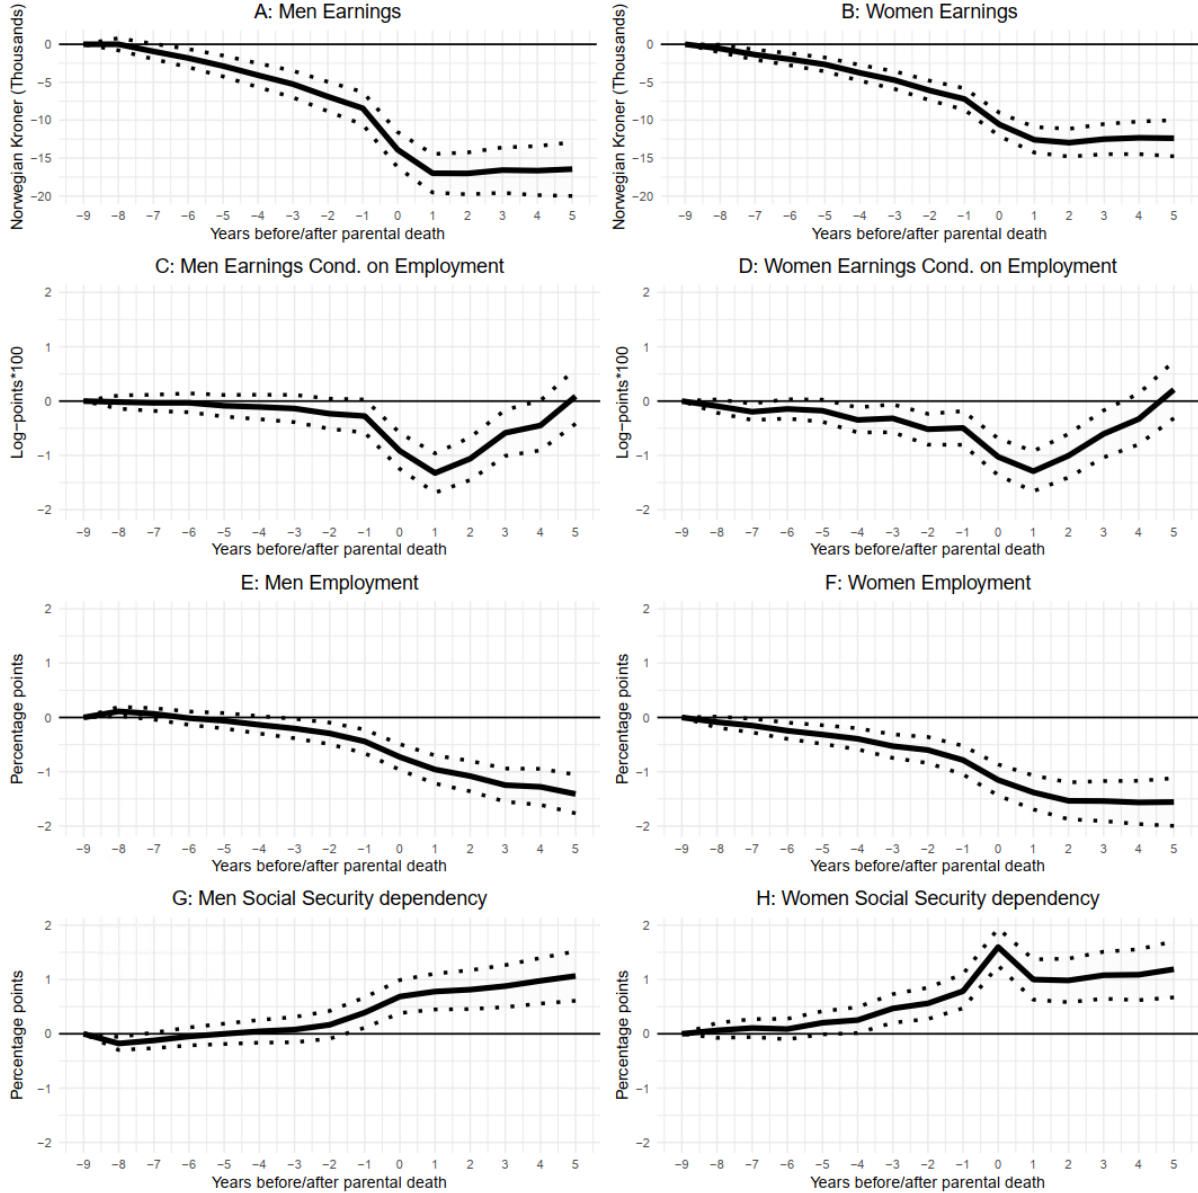 A: Men Earnings
Norwegian Kroner (Thousands)
0
−5
−10
−15
−20
−9 −8 −7 −6 −5 −4 −3 −2 −1 0 1 2 3 4 5
Years before/after parental death
B: Women Earnings
Norwegian Kroner (Thousands)
0
−5
−10
−15
−20
−9 −8 −7 −6 −5 −4 −3 −2 −1 0 1 2 3 4 5
Years before/after parental death
C: Men Earnings Cond. on Employment
Log−points*100
2
1
0
−1
−2
−9 −8 −7 −6 −5 −4 −3 −2 −1 0 1 2 3 4 5
Years before/after parental death
D: Women Earnings Cond. on Employment
Log−points*100
2
1
0
−1
−2
−9 −8 −7 −6 −5 −4 −3 −2 −1 0 1 2 3 4 5
Years before/after parental death
E: Men Employment
Percentage points
2
1
0
−1
−2
−9 −8 −7 −6 −5 −4 −3 −2 −1 0 1 2 3 4 5
Years before/after parental death
F: Women Employment
Percentage points
2
1
0
−1
−2
−9 −8 −7 −6 −5 −4 −3 −2 −1 0 1 2 3 4 5
Years before/after parental death
G: Men Social Security dependency
Percentage points
2
1
0
−1
−2
−9 −8 −7 −6 −5 −4 −3 −2 −1 0 1 2 3 4 5
Years before/after parental death
H: Women Social Security dependency
Percentage points
2
1
0
−1
−2
−9 −8 −7 −6 −5 −4 −3 −2 −1 0 1 2 3 4 5
Years before/after parental death